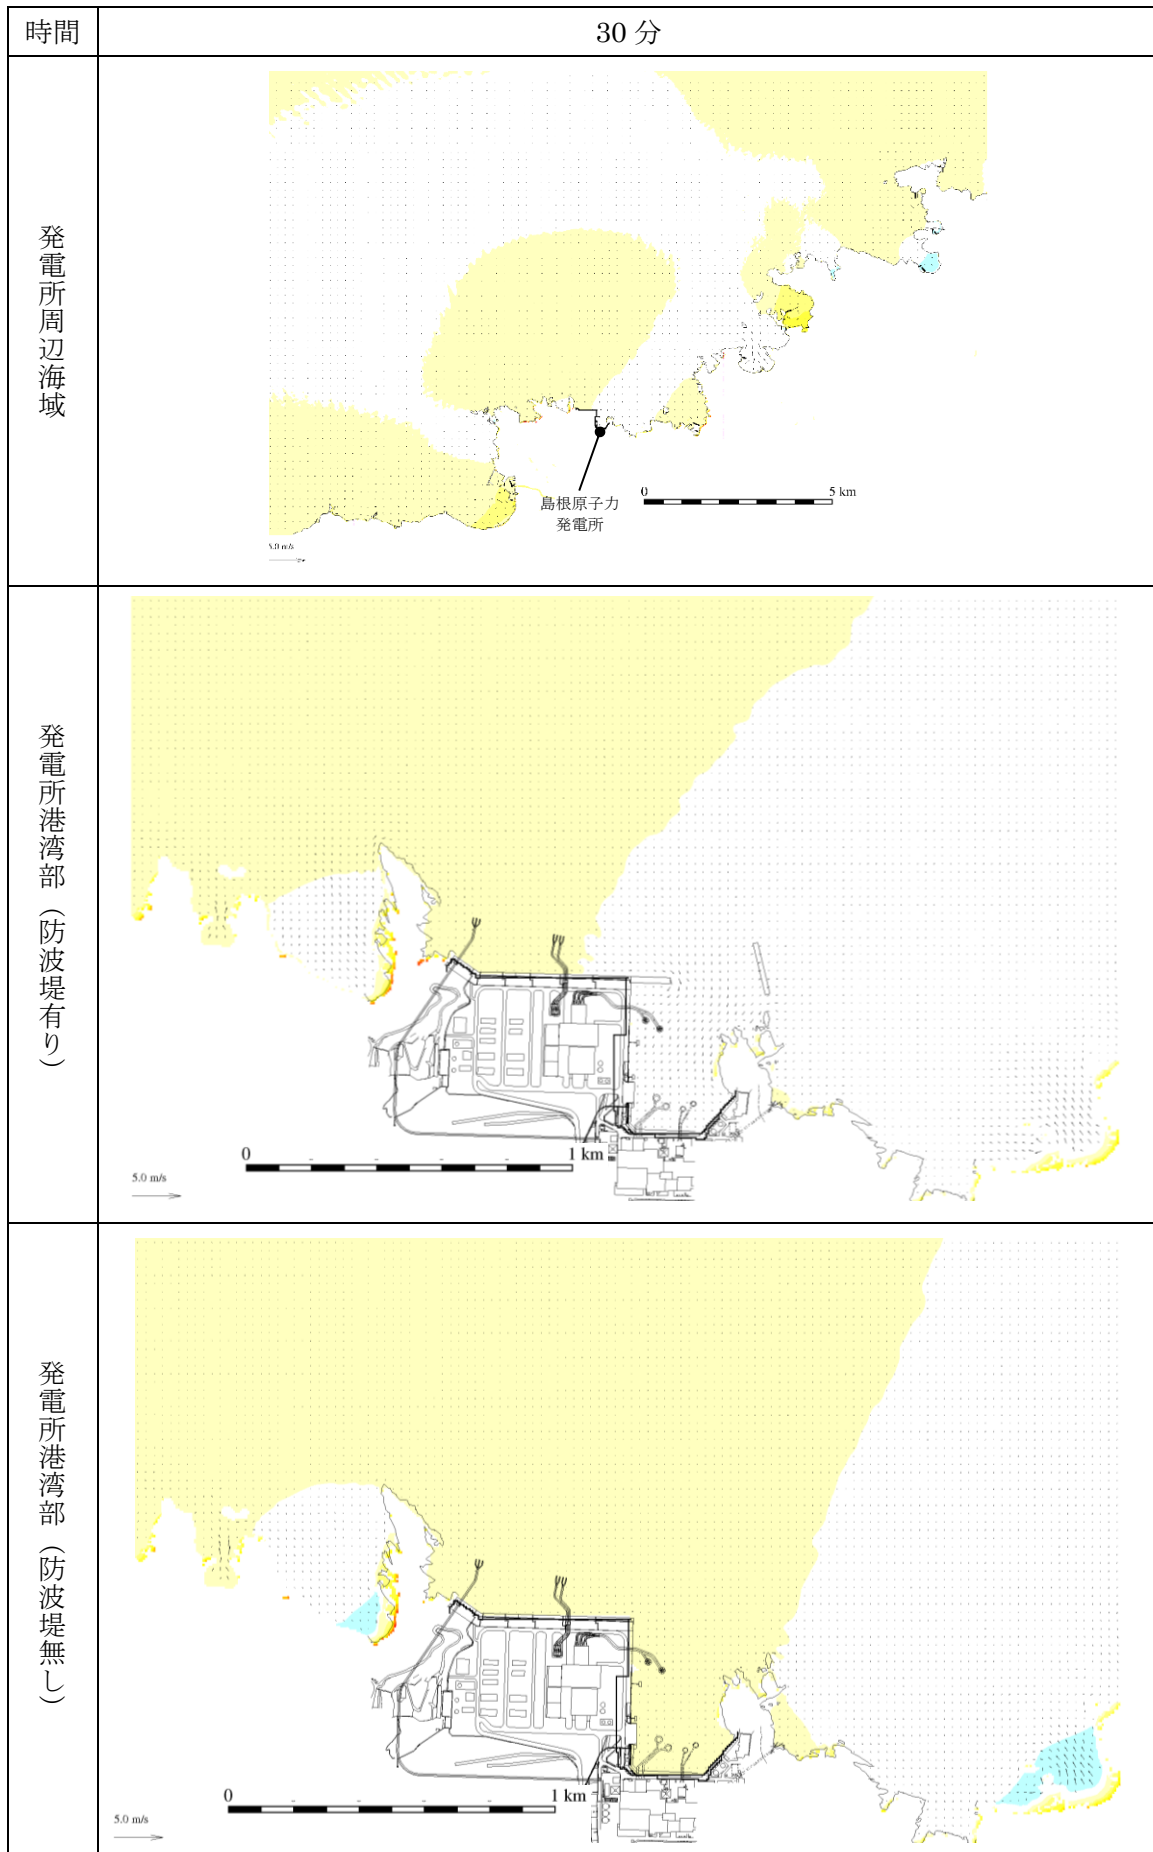 時間
30 分
発電所周辺海域
島根原子力
発電所
0 5 km
5.0 m/s
発電所港湾部（防波堤有り）
0 1 km
5.0 m/s
発電所港湾部（防波堤無し）
0 1 km
5.0 m/s